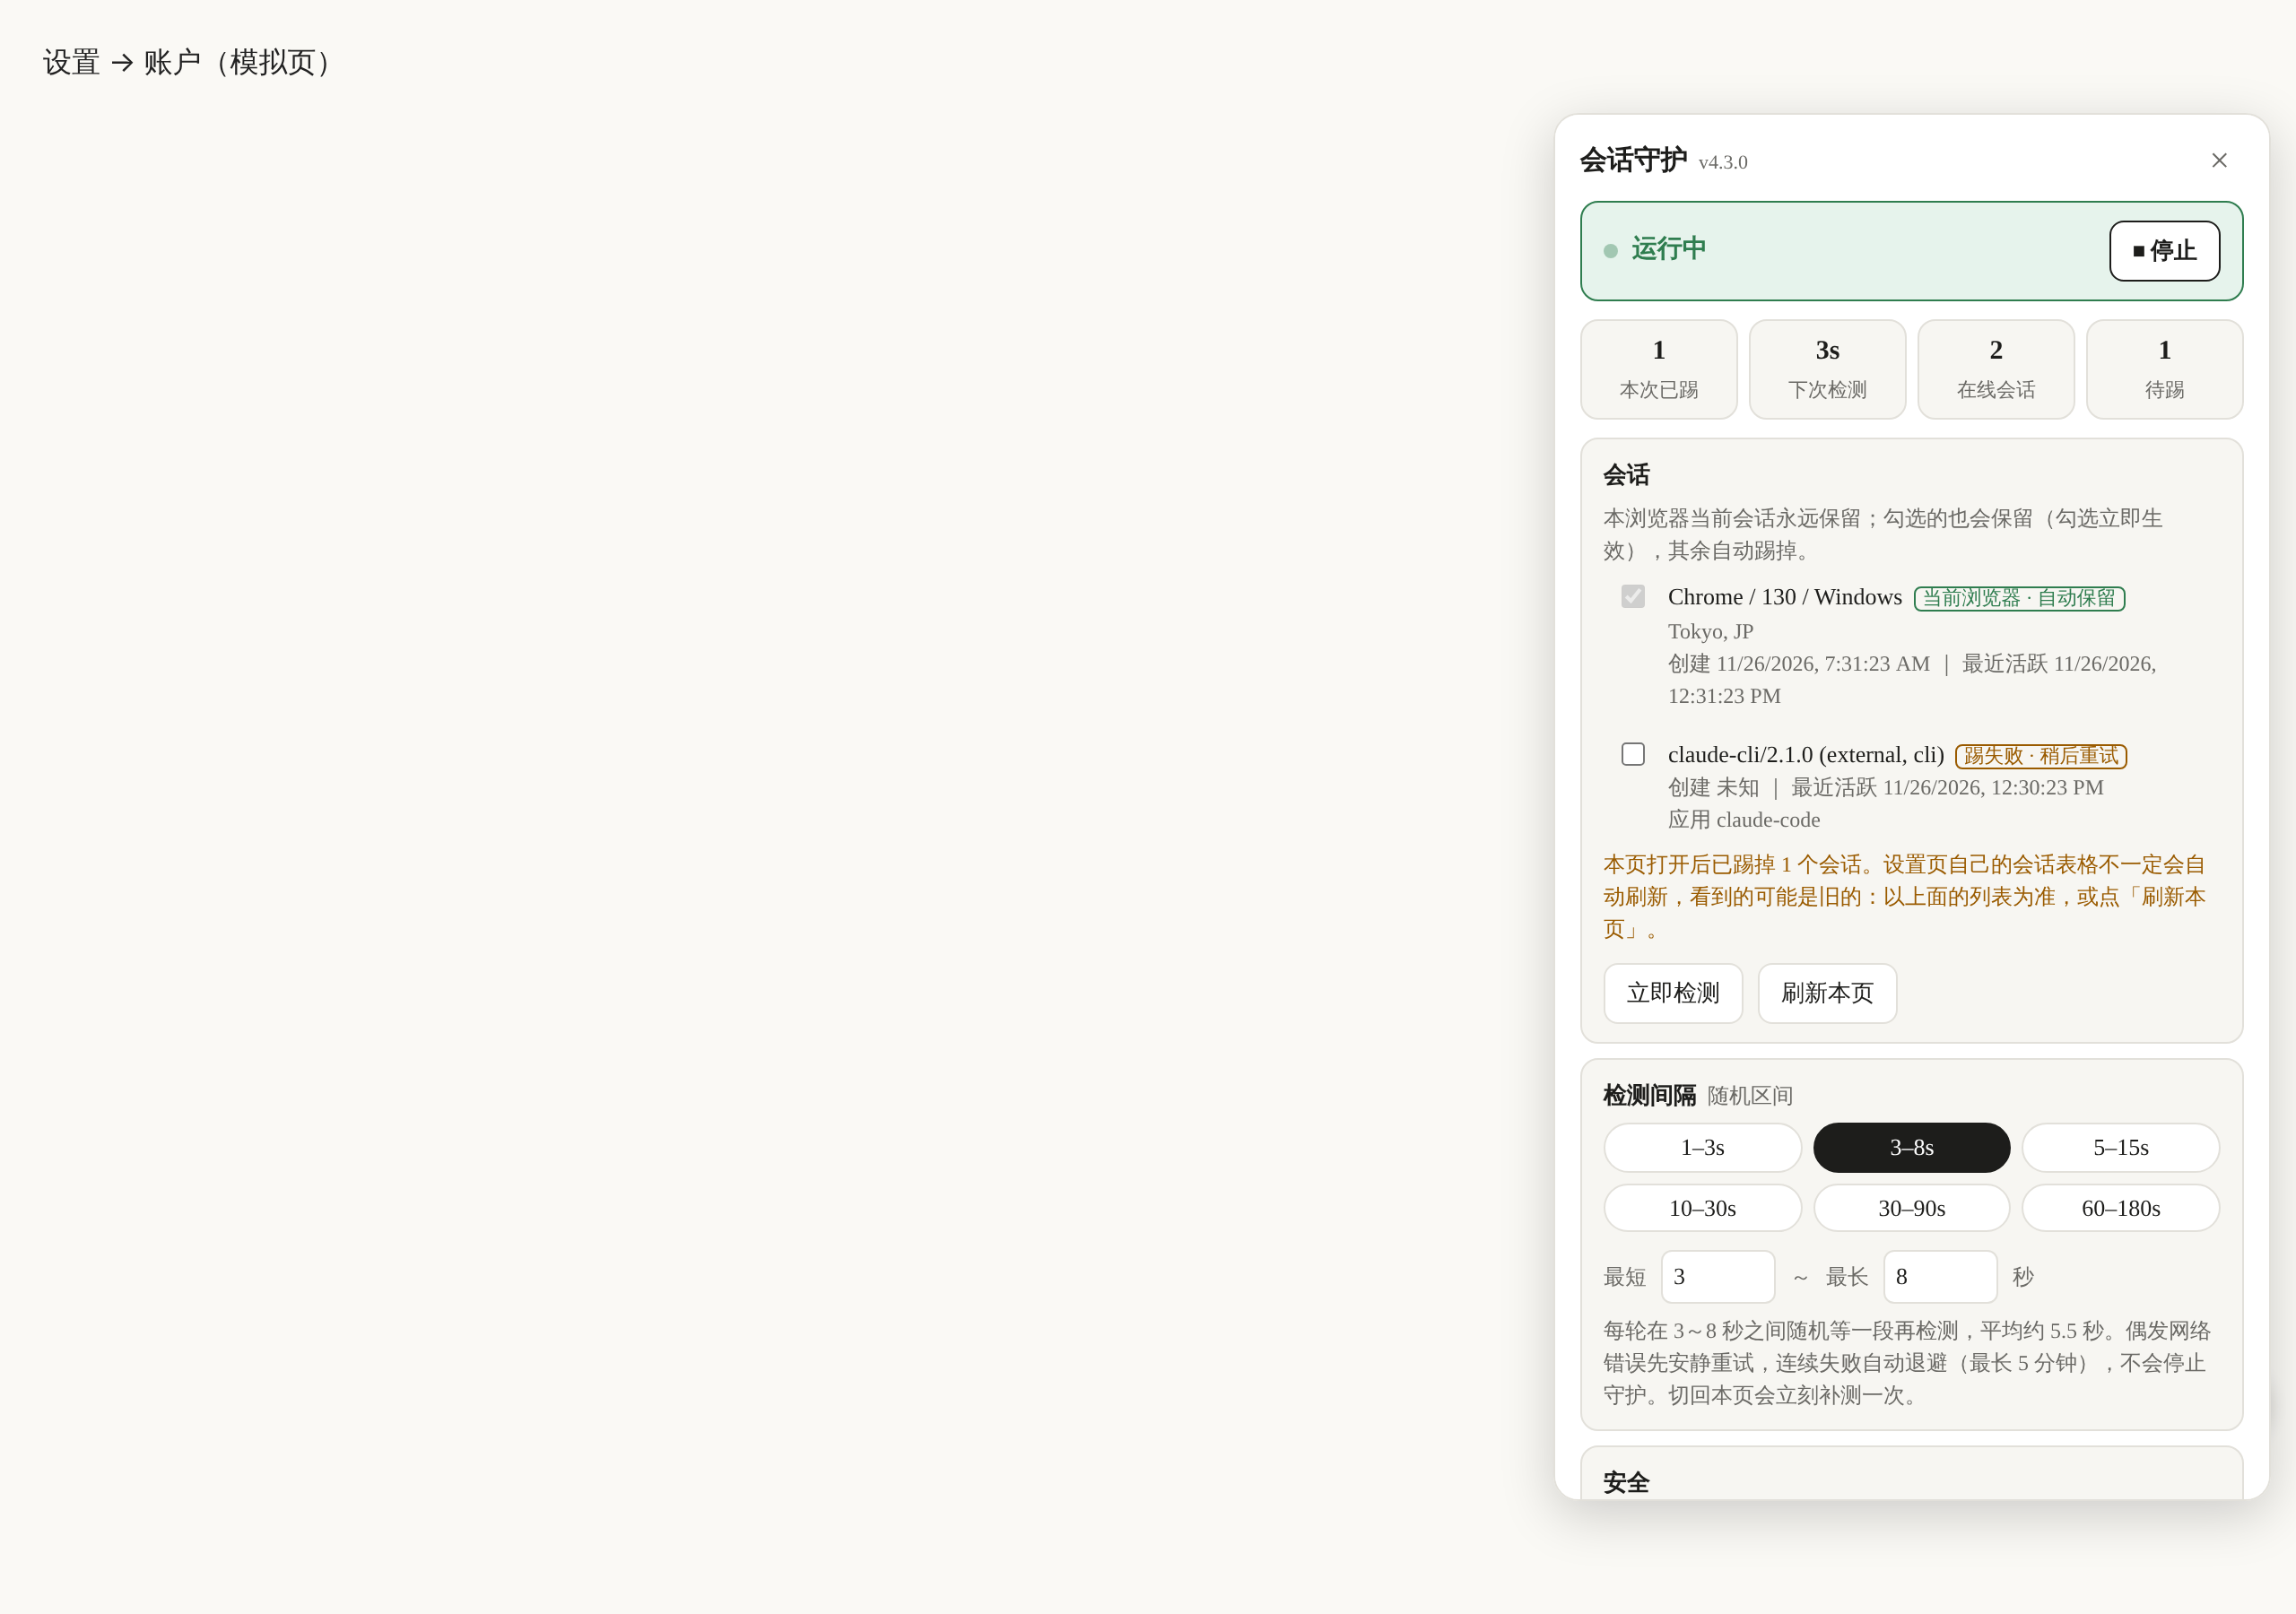 设置 → 账户（模拟页）
会话守护 v4.3.0 ×
运行中
■ 停止
1
本次已踢
3s
下次检测
2
在线会话
1
待踢
会话
本浏览器当前会话永远保留；勾选的也会保留（勾选立即生
效），其余自动踢掉。
Chrome / 130 / Windows 当前浏览器 · 自动保留
Tokyo, JP
创建 11/26/2026, 7:31:23 AM ｜ 最近活跃 11/26/2026,
12:31:23 PM
claude-cli/2.1.0 (external, cli) 踢失败 · 稍后重试
创建 未知 ｜ 最近活跃 11/26/2026, 12:30:23 PM
应用 claude-code
本页打开后已踢掉 1 个会话。设置页自己的会话表格不一定会自
动刷新，看到的可能是旧的：以上面的列表为准，或点「刷新本
页」。
立即检测 刷新本页
检测间隔 随机区间
1–3s 3–8s 5–15s
10–30s 30–90s 60–180s
最短 3 ～ 最长 8 秒
每轮在 3～8 秒之间随机等一段再检测，平均约 5.5 秒。偶发网络
错误先安静重试，连续失败自动退避（最长 5 分钟），不会停止
守护。切回本页会立刻补测一次。
安全